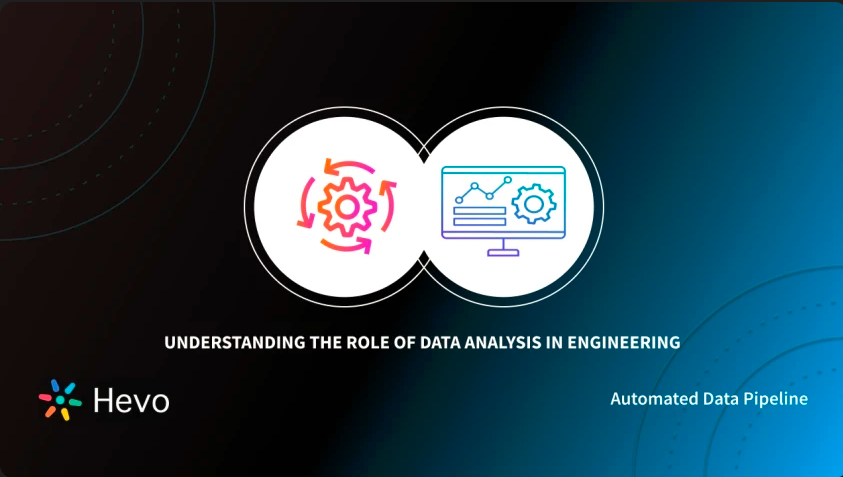 UNDERSTANDING THE ROLE OF DATA ANALYSIS IN ENGINEERING
Hevo
Automated Data Pipeline